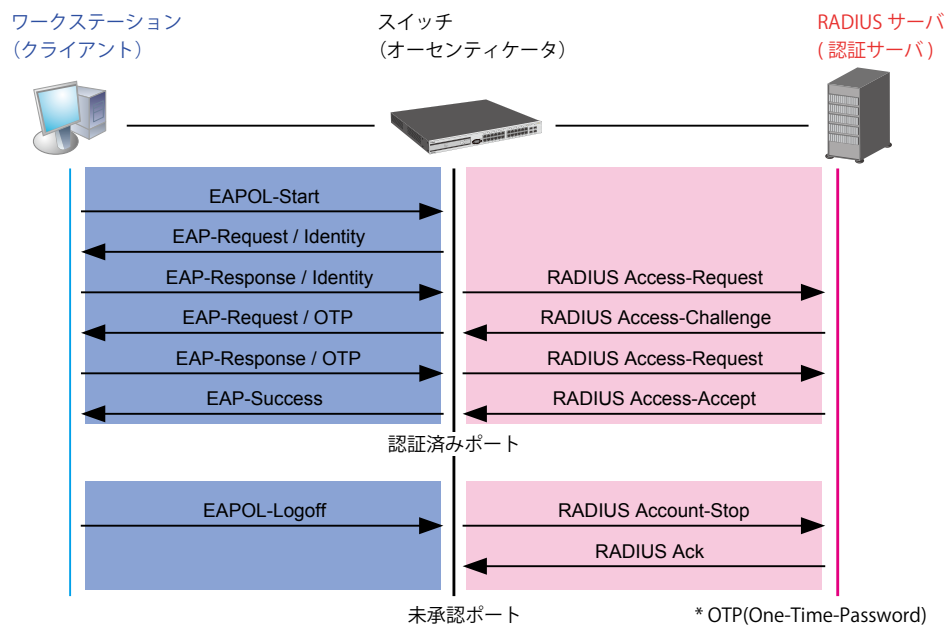 ワークステーション
（クライアント）
スイッチ
（オーセンティケータ）
RADIUS サーバ
( 認証サーバ )
EAPOL-Start
EAP-Request / Identity
EAP-Response / Identity
RADIUS Access-Request
EAP-Request / OTP
RADIUS Access-Challenge
EAP-Response / OTP
RADIUS Access-Request
EAP-Success
RADIUS Access-Accept
認証済みポート
EAPOL-Logoff
RADIUS Account-Stop
RADIUS Ack
未承認ポート
* OTP(One-Time-Password)